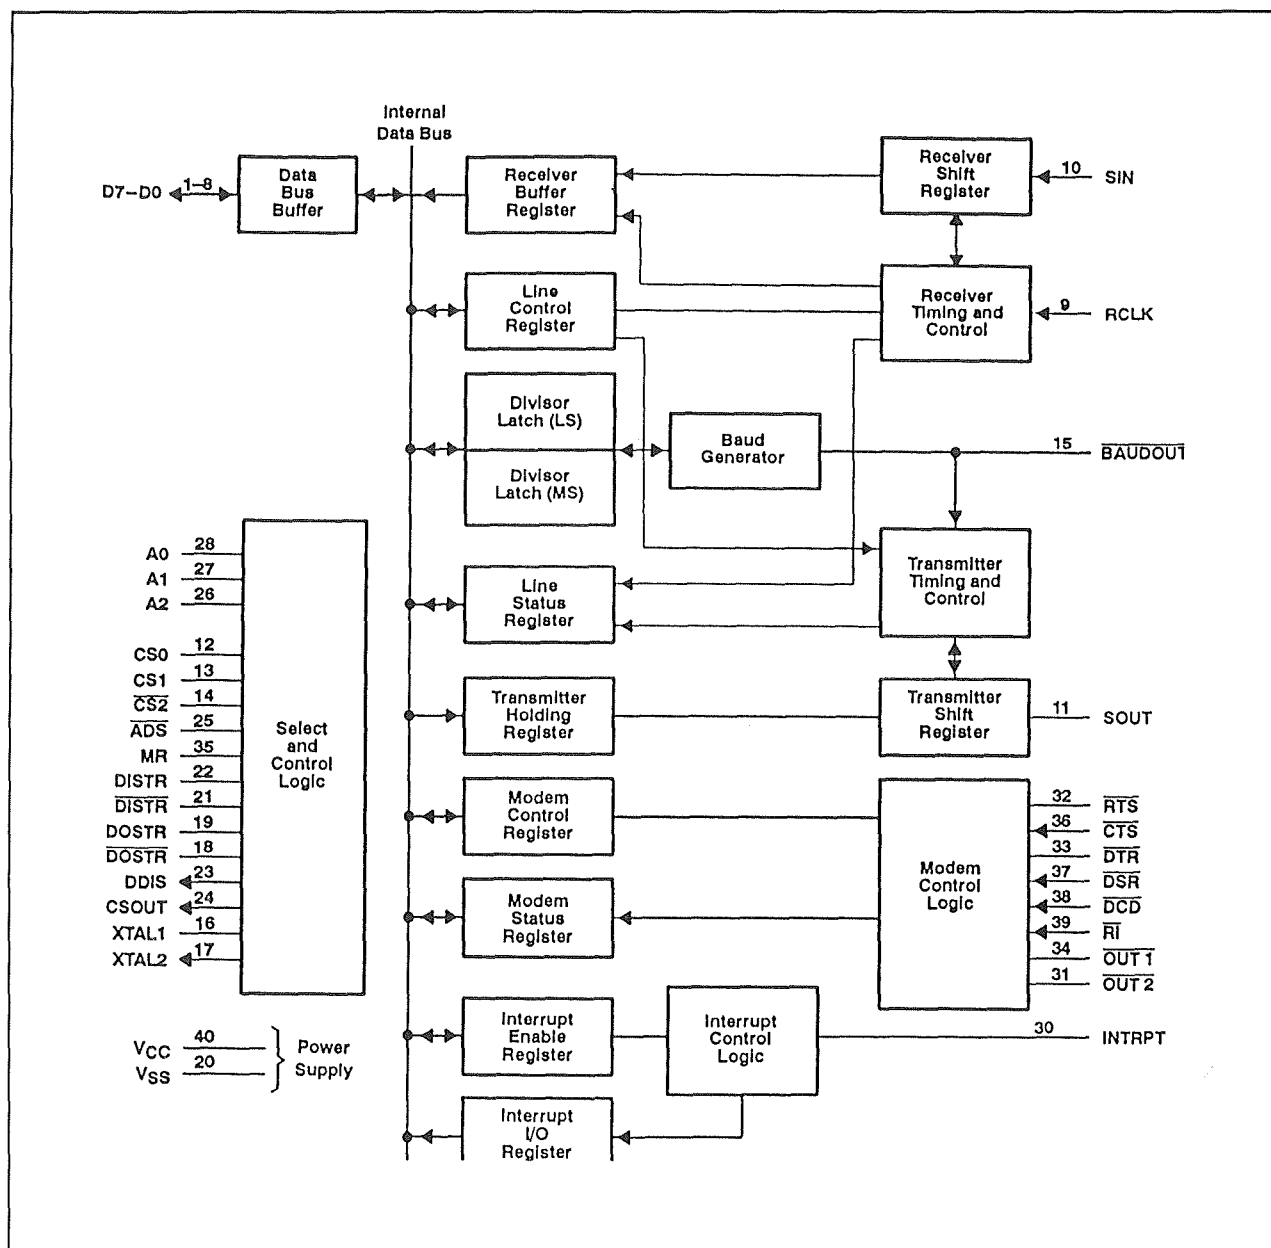 Internal
Data Bus
D7–D0
1–8
Data
Bus
Buffer
Receiver
Buffer
Register
Receiver
Shift
Register
10
SIN
Line
Control
Register
Receiver
Timing and
Control
9
RCLK
Divisor
Latch (LS)
Divisor
Latch (MS)
Baud
Generator
15
BAUDOUT
Line
Status
Register
Transmitter
Timing and
Control
Transmitter
Holding
Register
Transmitter
Shift
Register
11
SOUT
A0 28
A1 27
A2 26
CS0 12
CS1 13
CS2 14
ADS 25
MR 35
DISTR 22
DISTR 21
DOSTR 19
DOSTR 18
DDIS 23
CSOUT 24
XTAL1 16
XTAL2 17
Select
and
Control
Logic
Modem
Control
Register
Modem
Status
Register
Modem
Control
Logic
32 RTS
36 CTS
33 DTR
37 DSR
38 DCD
39 RI
34 OUT 1
31 OUT 2
Interrupt
Enable
Register
Interrupt
Control
Logic
30
INTRPT
VCC 40
VSS 20
Power
Supply
Interrupt
I/O
Register